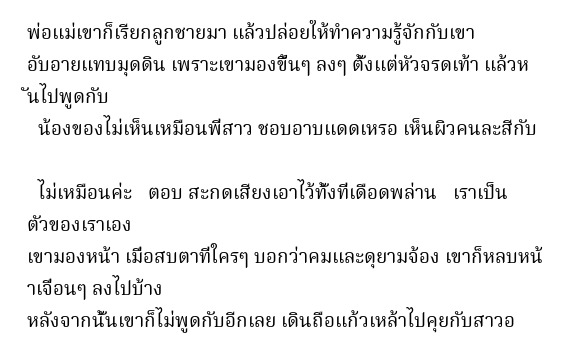 พ่อแม่เขาก็เรียกลูกชายมา แล้วปล่อยให้ทำความรู้จักกับเขา
อับอายแทบมุดดิน เพราะเขามองขึ้นๆ ลงๆ ตั้งแต่หัวจรดเท้า แล้วห
ันไปพูดกับ
น้องของไม่เห็นเหมือนพี่สาว ชอบอาบแดดเหรอ เห็นผิวคนละสีกับ
ไม่เหมือนค่ะ ตอบ สะกดเสียงเอาไว้ทั้งที่เดือดพล่าน เราเป็น
ตัวของเราเอง
เขามองหน้า เมื่อสบตาที่ใครๆ บอกว่าคมและดุยามจ้อง เขาก็หลบหน้
าเจื่อนๆ ลงไปบ้าง
หลังจากนั้นเขาก็ไม่พูดกับอีกเลย เดินถือแก้วเหล้าไปคุยกับสาวอ